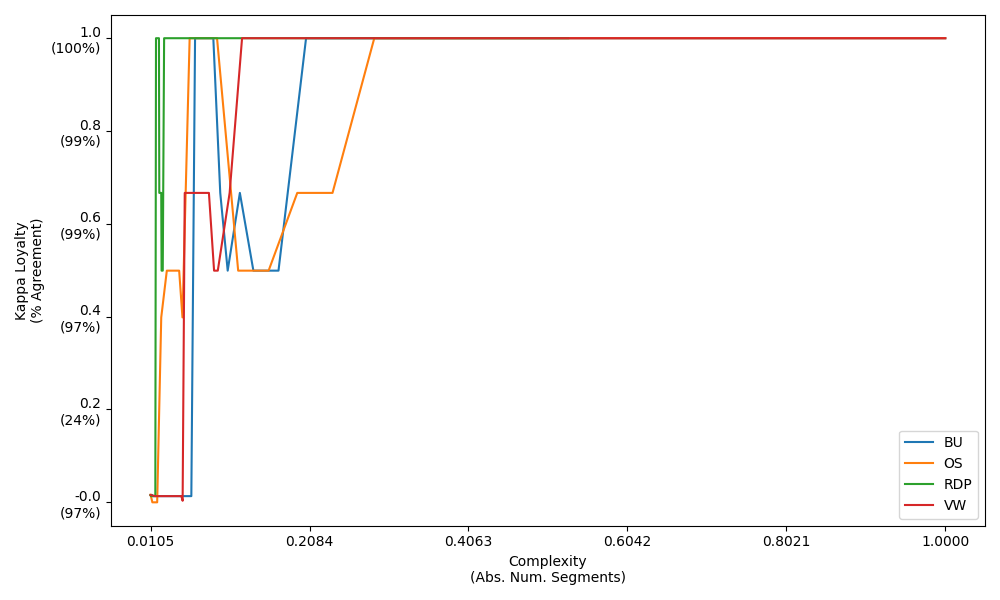 1.0
(100%)
0.8
(99%)
0.6
(99%)
0.4
(97%)
0.2
(24%)
-0.0
(97%)
Kappa Loyalty
(% Agreement)
0.0105 0.2084 0.4063 0.6042 0.8021 1.0000
Complexity
(Abs. Num. Segments)
BU
OS
RDP
VW